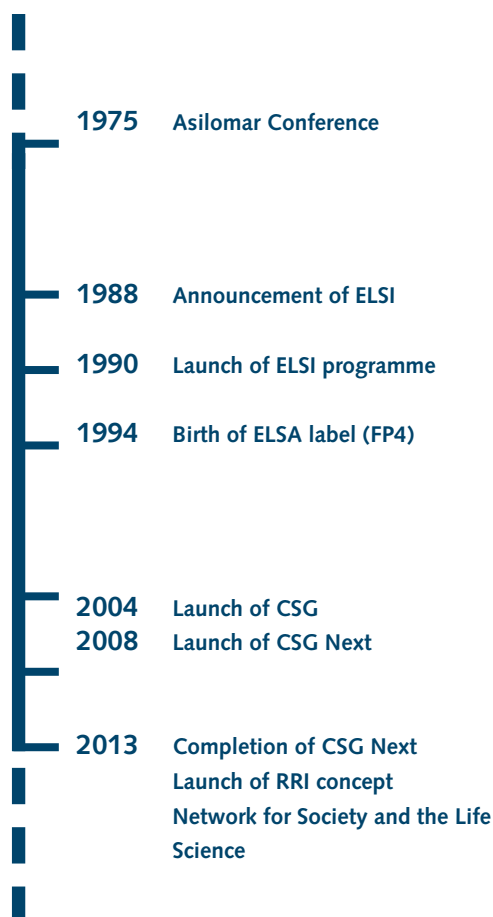 1975 Asilomar Conference
1988 Announcement of ELSI
1990 Launch of ELSI programme
1994 Birth of ELSA label (FP4)
2004 Launch of CSG
2008 Launch of CSG Next
2013 Completion of CSG Next
Launch of RRI concept
Network for Society and the Life
Science